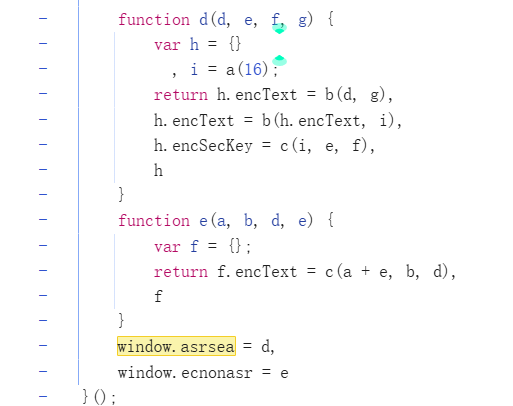 function d(d, e, f, g) {
var h = {}
, i = a(16);
return h.encText = b(d, g),
h.encText = b(h.encText, i),
h.encSecKey = c(i, e, f),
h
}
function e(a, b, d, e) {
var f = {};
return f.encText = c(a + e, b, d),
f
}
window.asrsea = d,
window.ecnonasr = e
}();